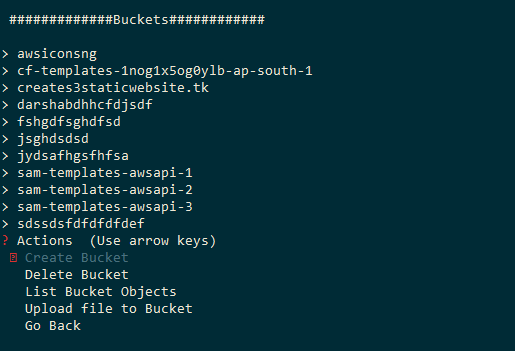 #############Buckets############
> awsiconsng
> cf-templates-1nog1x5og0ylb-ap-south-1
> creates3staticwebsite.tk
> darshabdhhcfdjsdf
> fshgdfsghdfsd
> jsghdsdsd
> jydsafhgsfhfsa
> sam-templates-awsapi-1
> sam-templates-awsapi-2
> sam-templates-awsapi-3
> sdssdsfdfdfdfdef
? Actions  (Use arrow keys)
Create Bucket
Delete Bucket
List Bucket Objects
Upload file to Bucket
Go Back